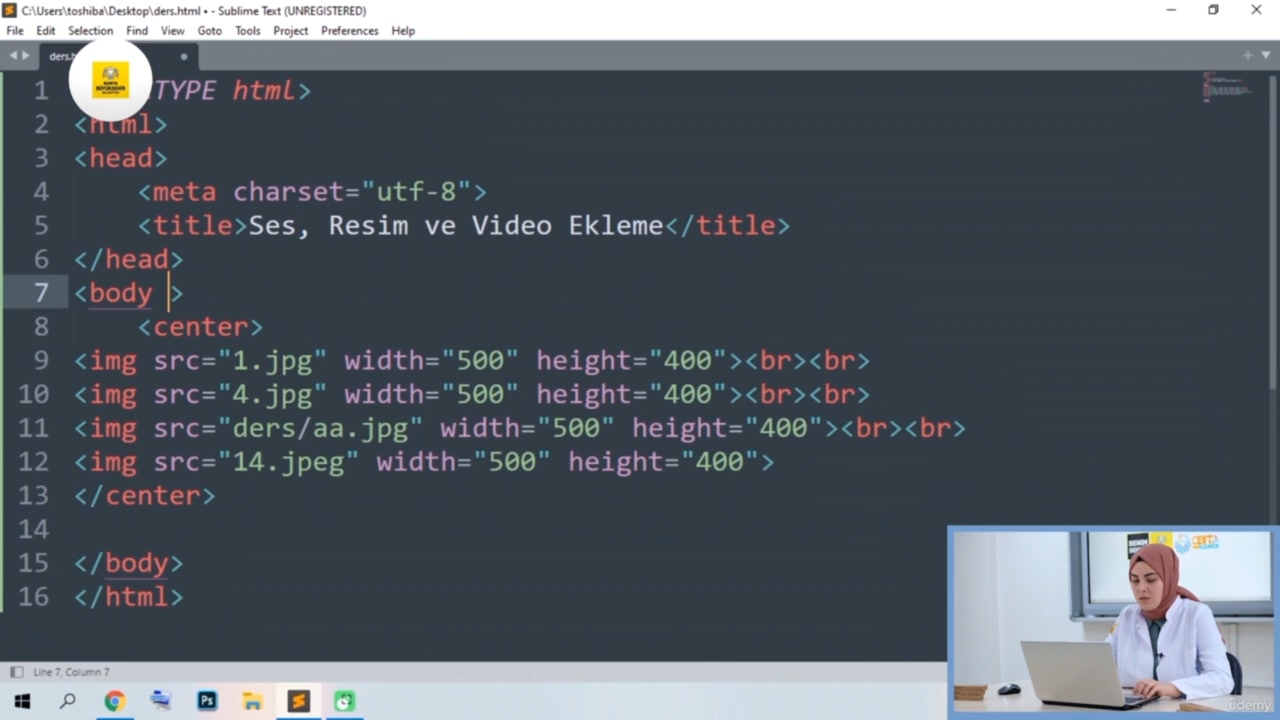 C:\Users\toshiba\Desktop\ders.html • - Sublime Text (UNREGISTERED)
File Edit Selection Find View Goto Tools Project Preferences Help
1 TYPE html>
2 <html>
3 <head>
4 <meta charset="utf-8">
5 <title>Ses, Resim ve Video Ekleme</title>
6 </head>
7 <body >
8 <center>
9 <img src="1.jpg" width="500" height="400"><br><br>
10 <img src="4.jpg" width="500" height="400"><br><br>
11 <img src="ders/aa.jpg" width="500" height="400"><br><br>
12 <img src="14.jpeg" width="500" height="400">
13 </center>
14
15 </body>
16 </html>
Line 7, Column 7
Ps
udemy